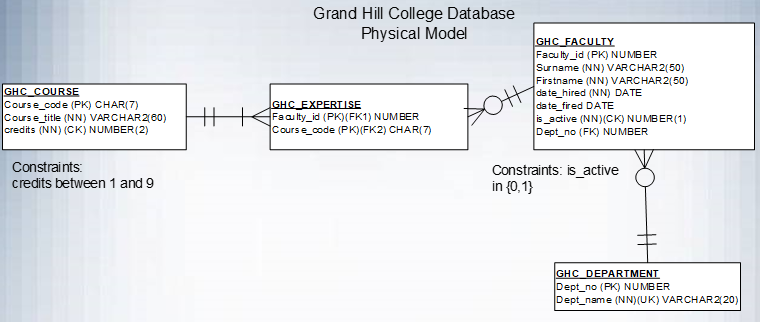 Grand Hill College Database
Physical Model
GHC_COURSE
Course_code (PK) CHAR(7)
Course_title (NN) VARCHAR2(60)
credits (NN) (CK) NUMBER(2)
Constraints:
credits between 1 and 9
GHC_EXPERTISE
Faculty_id (PK)(FK1) NUMBER
Course_code (PK)(FK2) CHAR(7)
GHC_FACULTY
Faculty_id (PK) NUMBER
Surname (NN) VARCHAR2(50)
Firstname (NN) VARCHAR2(50)
date_hired (NN) DATE
date_fired DATE
is_active (NN)(CK) NUMBER(1)
Dept_no (FK) NUMBER
Constraints: is_active
in {0,1}
GHC_DEPARTMENT
Dept_no (PK) NUMBER
Dept_name (NN)(UK) VARCHAR2(20)